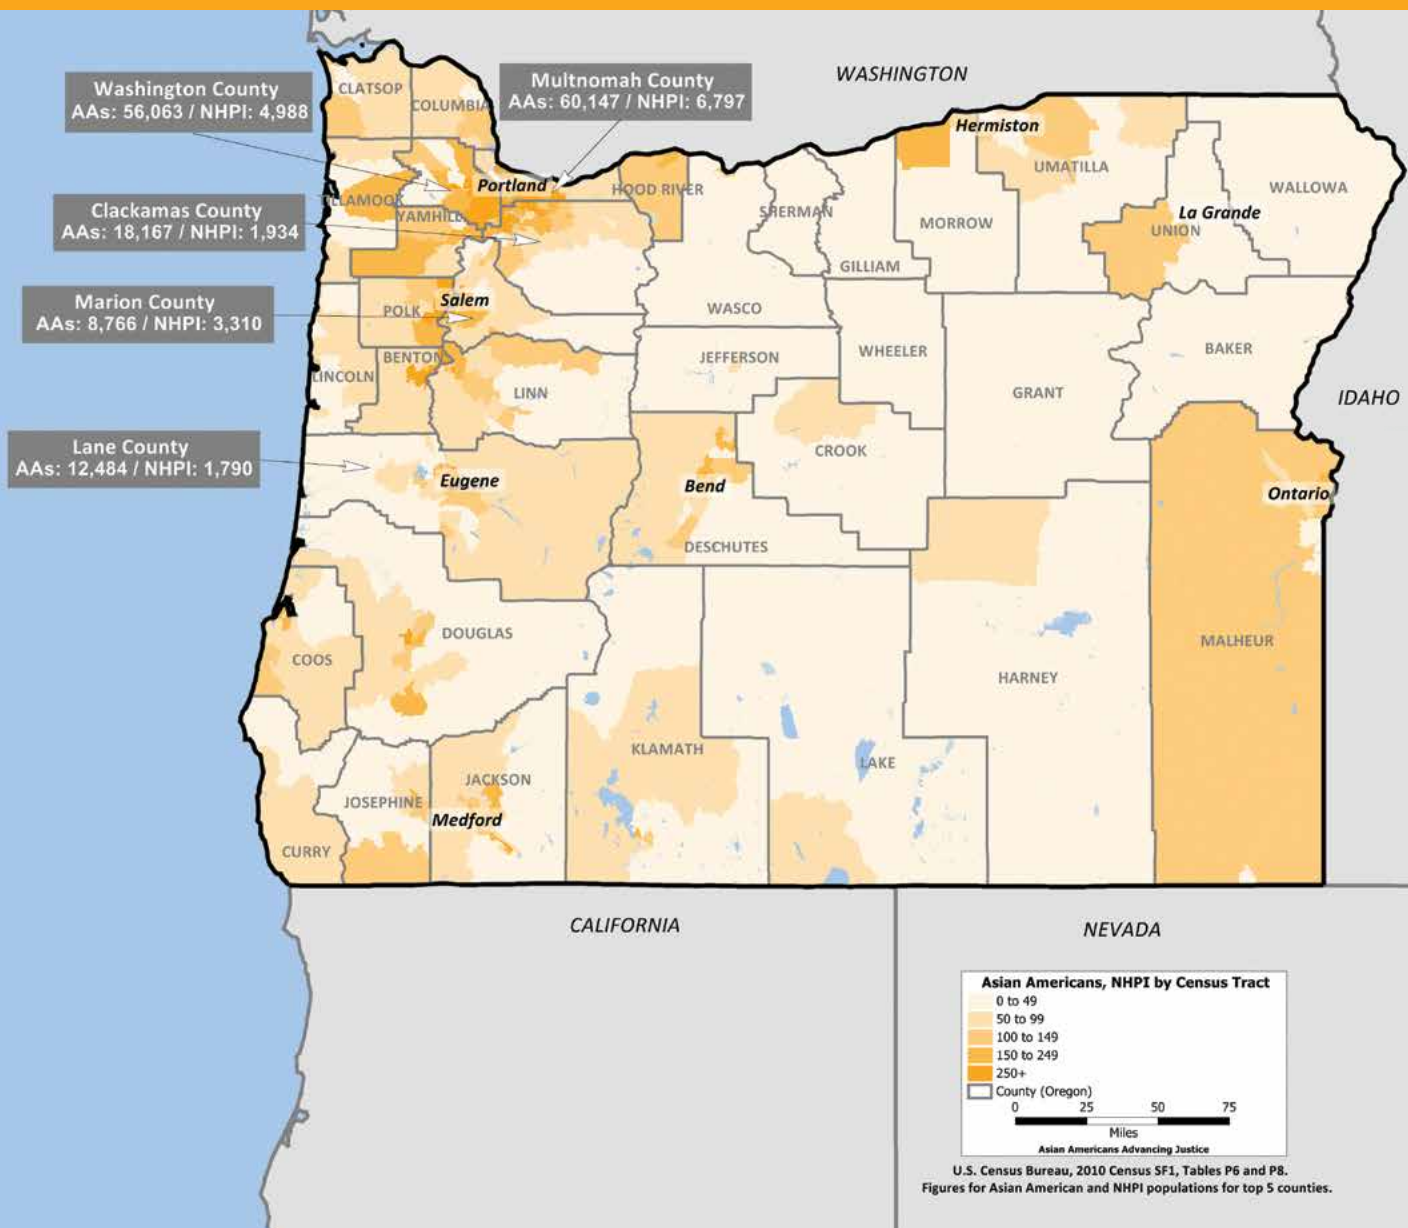 WASHINGTON
Washington County
AAs: 56,063 / NHPI: 4,988
Multnomah County
AAs: 60,147 / NHPI: 6,797
Clackamas County
AAs: 18,167 / NHPI: 1,934
Marion County
AAs: 8,766 / NHPI: 3,310
Lane County
AAs: 12,484 / NHPI: 1,790
CLATSOP
COLUMBIA
Portland
HOOD RIVER
YAMHILL
Hermiston
UMATILLA
WALLOWA
La Grande
UNION
SHERMAN
MORROW
GILLIAM
Salem
POLK
WASCO
BENTON
JEFFERSON
WHEELER
BAKER
LINCOLN
LINN
GRANT
IDAHO
CROOK
Eugene
Bend
Ontario
DESCHUTES
DOUGLAS
COOS
MALHEUR
HARNEY
KLAMATH
LAKE
JACKSON
JOSEPHINE
Medford
CURRY
CALIFORNIA
NEVADA
Asian Americans, NHPI by Census Tract
0 to 49
50 to 99
100 to 149
150 to 249
250+
County (Oregon)
0 25 50 75
Miles
Asian Americans Advancing Justice
U.S. Census Bureau, 2010 Census SF1, Tables P6 and P8.
Figures for Asian American and NHPI populations for top 5 counties.